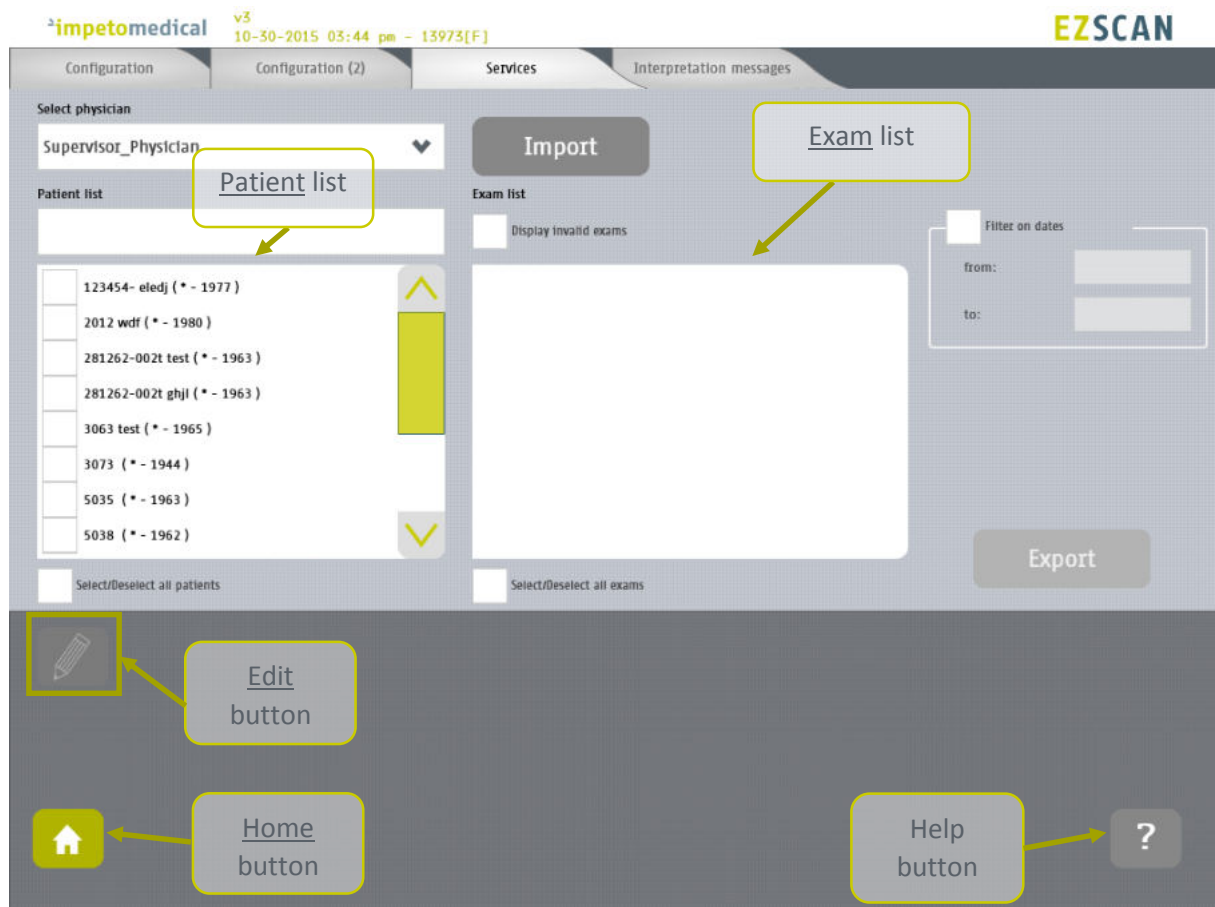 impetomedical
v3
10-30-2015 03:44 pm - 13973[F]
EZSCAN
Configuration
Configuration (2)
Services
Interpretation messages
Select physician
Supervisor_Physician
Import
Exam list
Patient list
Patient list
Exam list
Display invalid exams
Filter on dates
from:
to:
123454- eledj ( * - 1977 )
2012 wdf ( * - 1980 )
281262-002t test ( * - 1963 )
281262-002t ghjl ( * - 1963 )
3063 test ( * - 1965 )
3073 ( * - 1944 )
5035 ( * - 1963 )
5038 ( * - 1962 )
Export
Select/Deselect all patients
Select/Deselect all exams
Edit
button
Home
button
Help
button
?